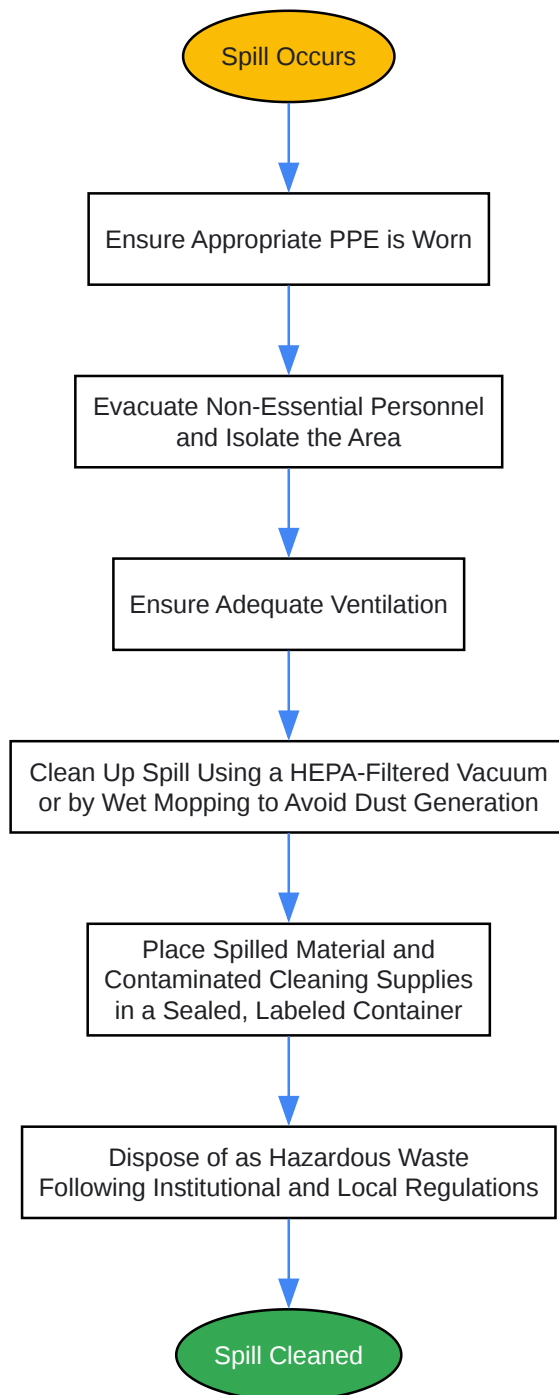 Spill Occurs
Ensure Appropriate PPE is Worn
Evacuate Non-Essential Personnel
and Isolate the Area
Ensure Adequate Ventilation
Clean Up Spill Using a HEPA-Filtered Vacuum
or by Wet Mopping to Avoid Dust Generation
Place Spilled Material and
Contaminated Cleaning Supplies
in a Sealed, Labeled Container
Dispose of as Hazardous Waste
Following Institutional and Local Regulations
Spill Cleaned